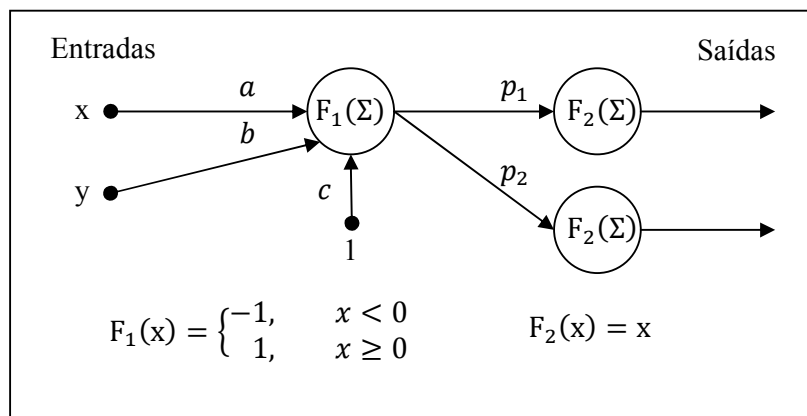 Entradas
Saídas
x
a
F₁(Σ)
p₁
F₂(Σ)
b
y
c
p₂
F₂(Σ)
1
F₁(x) = { −1, x < 0
1, x ≥ 0
F₂(x) = x